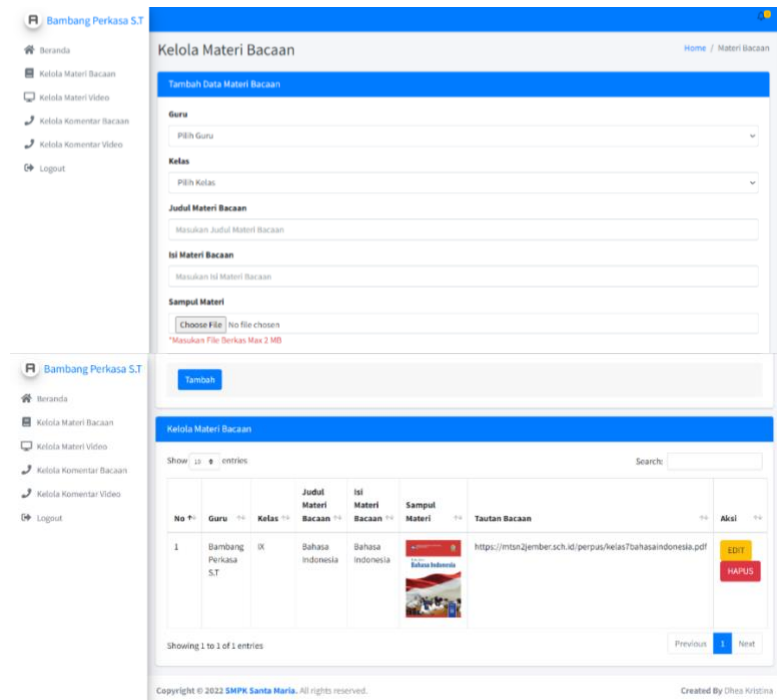 Bambang Perkasa S.T
Beranda
Kelola Materi Bacaan
Kelola Materi Video
Kelola Komentar Bacaan
Kelola Komentar Video
Logout
Kelola Materi Bacaan
Home / Materi Bacaan
Tambah Data Materi Bacaan
Guru
Pilih Guru
Kelas
Pilih Kelas
Judul Materi Bacaan
Masukan Judul Materi Bacaan
Isi Materi Bacaan
Masukan Isi Materi Bacaan
Sampul Materi
Choose File No file chosen
*Masukan File Berkas Max 2 MB
Bambang Perkasa S.T
Beranda
Kelola Materi Bacaan
Kelola Materi Video
Kelola Komentar Bacaan
Kelola Komentar Video
Logout
Tambah
Kelola Materi Bacaan
Show 10 entries
Search:
No Guru Kelas Judul Materi Bacaan Isi Materi Bacaan Sampul Materi Tautan Bacaan Aksi
1 Bambang Perkasa S.T IX Bahasa Indonesia Bahasa Indonesia https://mtsn2jember.sch.id/perpus/kelas7bahasaindonesia.pdf
Bahasa Indonesia
EDIT
HAPUS
Showing 1 to 1 of 1 entries
Previous 1 Next
Copyright © 2022 SMPK Santa Maria. All rights reserved.
Created By Dhea Kristina